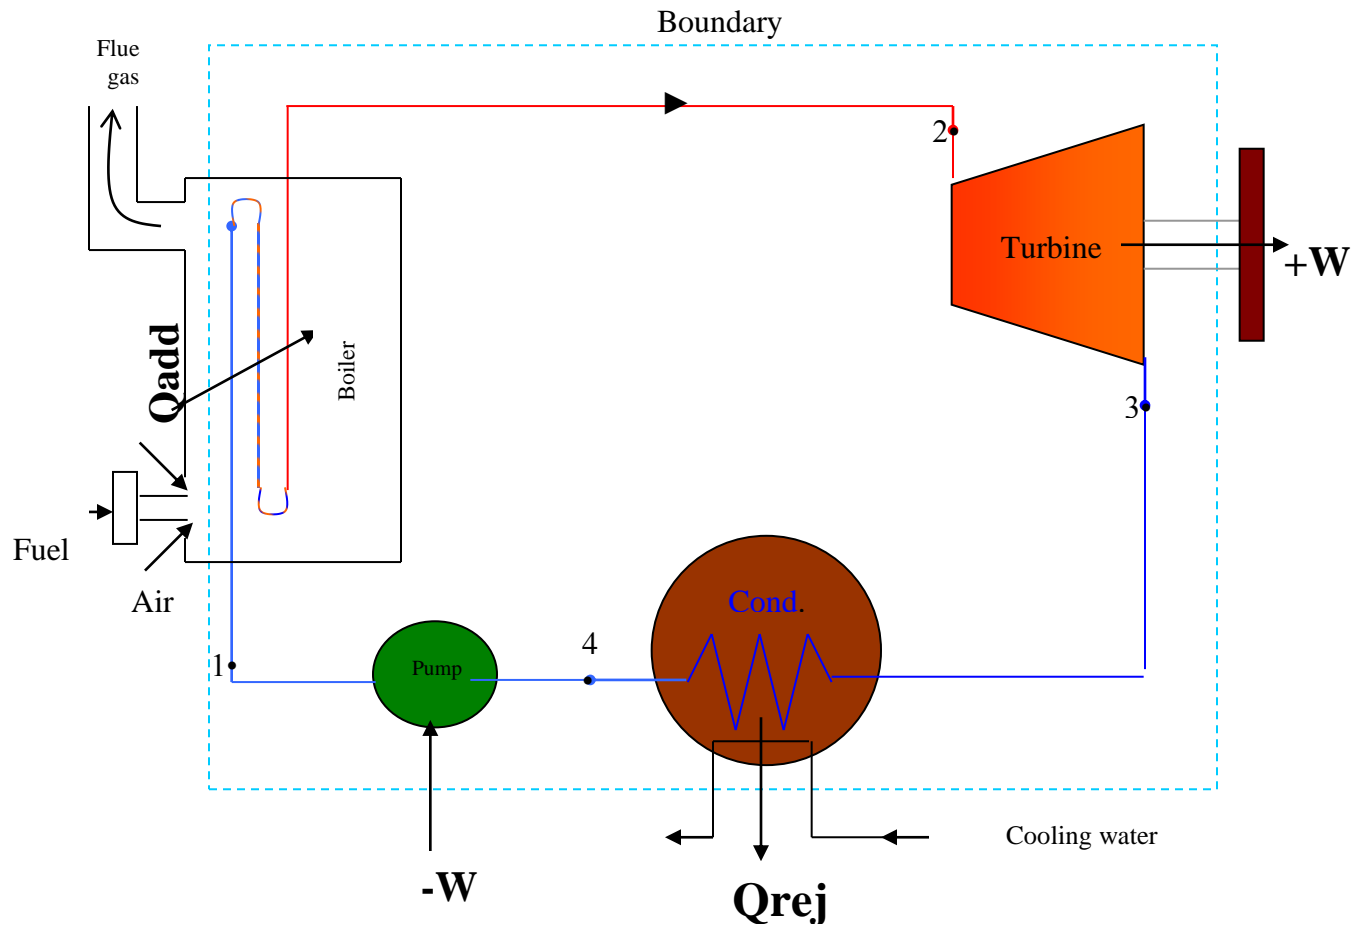 Boundary
Flue
gas
2
Turbine
+W
Qadd
Boiler
3
Fuel
Air
Cond.
4
1
Pump
Cooling water
-W
Qrej